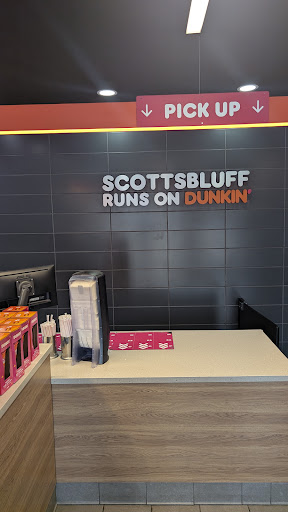 ↓ PICK UP ↓
SCOTTSBLUFF
RUNS ON DUNKIN'